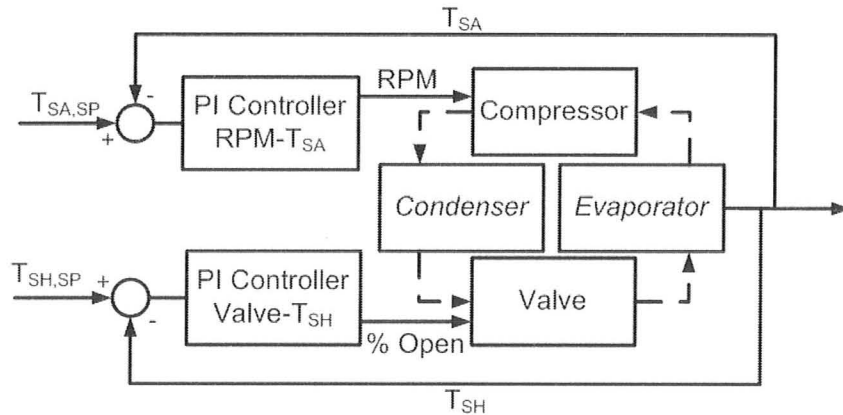 T_SA
RPM
T_SA,SP
-
+
PI Controller
RPM-T_SA
Compressor
Condenser
Evaporator
T_SH,SP
+
-
PI Controller
Valve-T_SH
Valve
% Open
T_SH